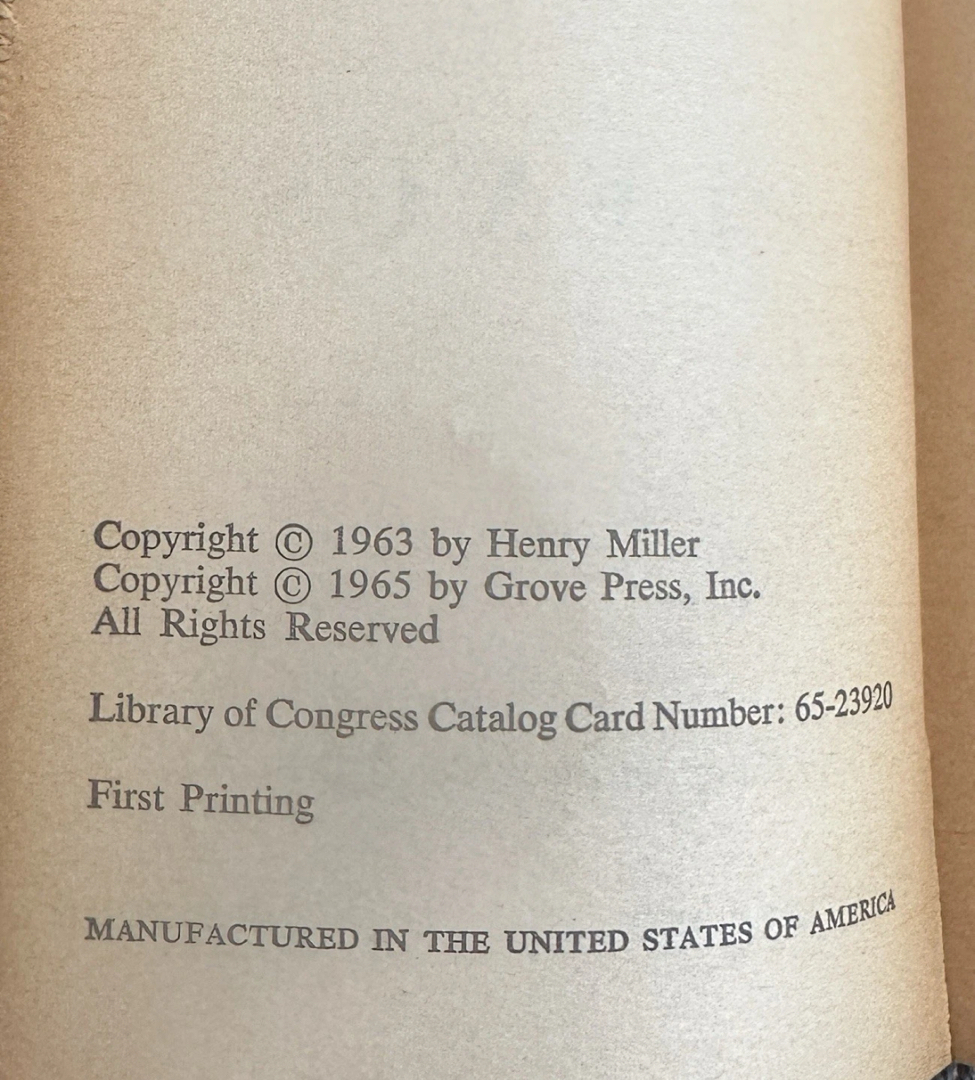 Copyright © 1963 by Henry Miller
Copyright © 1965 by Grove Press, Inc.
All Rights Reserved
Library of Congress Catalog Card Number: 65-23920
First Printing
MANUFACTURED IN THE UNITED STATES OF AMERICA